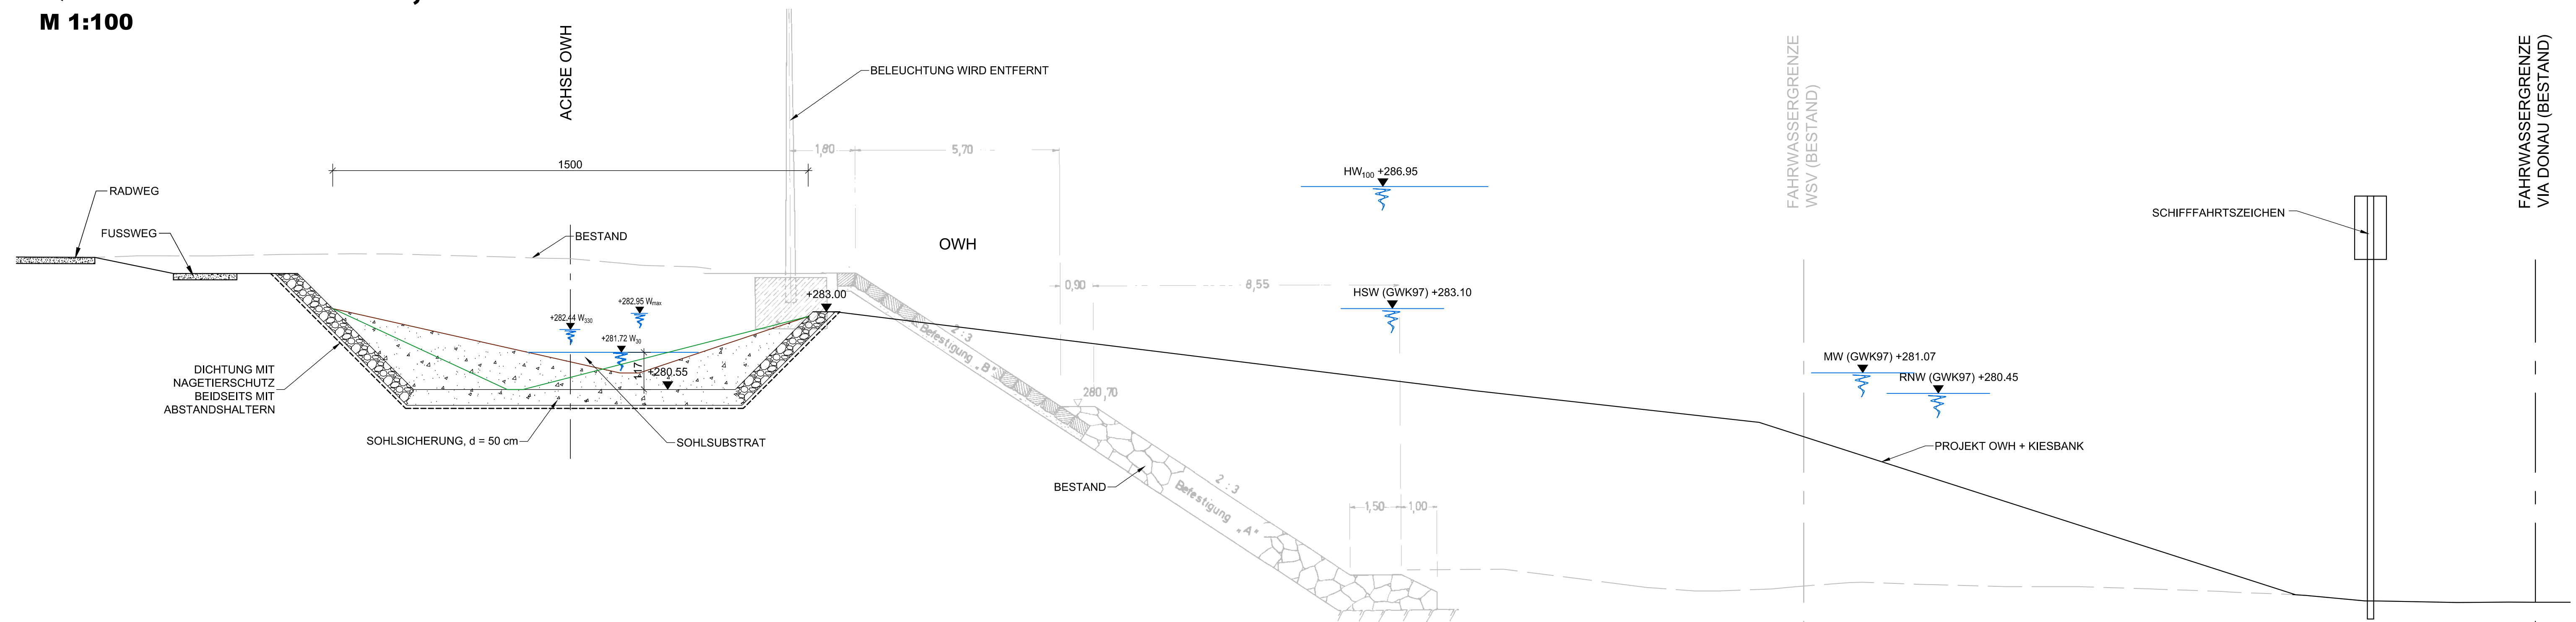 M 1:100
ACHSE OWH
BELEUCHTUNG WIRD ENTFERNT
FAHRWASSERGRENZE
WSV (BESTAND)
FAHRWASSERGRENZE
VIA DONAU (BESTAND)
1,80
5,70
1500
HW100 +286.95
RADWEG
SCHIFFFAHRTSZEICHEN
FUSSWEG
BESTAND
OWH
0,90
8,55
HSW (GWK97) +283.10
+283.00
+282.95 Wmax
+282.44 W330
+281.72 W30
2 : 3
Befestigung „B"
1.17
+280.55
MW (GWK97) +281.07
RNW (GWK97) +280.45
DICHTUNG MIT
NAGETIERSCHUTZ
BEIDSEITS MIT
ABSTANDSHALTERN
280,70
SOHLSICHERUNG, d = 50 cm
SOHLSUBSTRAT
PROJEKT OWH + KIESBANK
BESTAND
2 : 3
Befestigung „A"
1,50
1,00